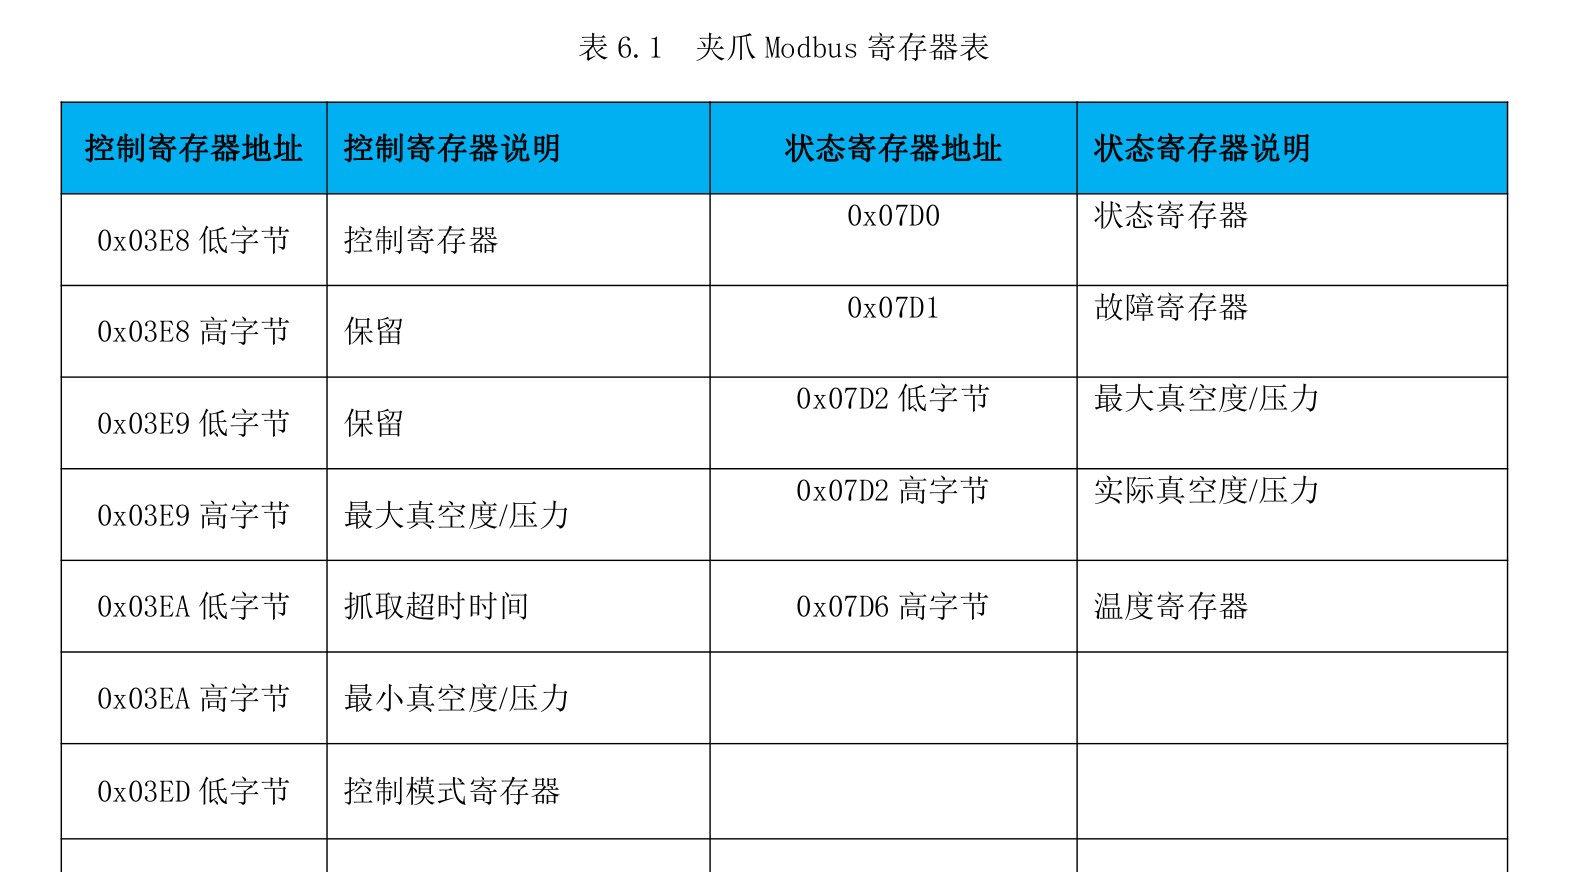 表 6.1 夹爪 Modbus 寄存器表
控制寄存器地址 控制寄存器说明 状态寄存器地址 状态寄存器说明
0x03E8 低字节 控制寄存器 0x07D0 状态寄存器
0x03E8 高字节 保留 0x07D1 故障寄存器
0x03E9 低字节 保留 0x07D2 低字节 最大真空度/压力
0x03E9 高字节 最大真空度/压力 0x07D2 高字节 实际真空度/压力
0x03EA 低字节 抓取超时时间 0x07D6 高字节 温度寄存器
0x03EA 高字节 最小真空度/压力
0x03ED 低字节 控制模式寄存器